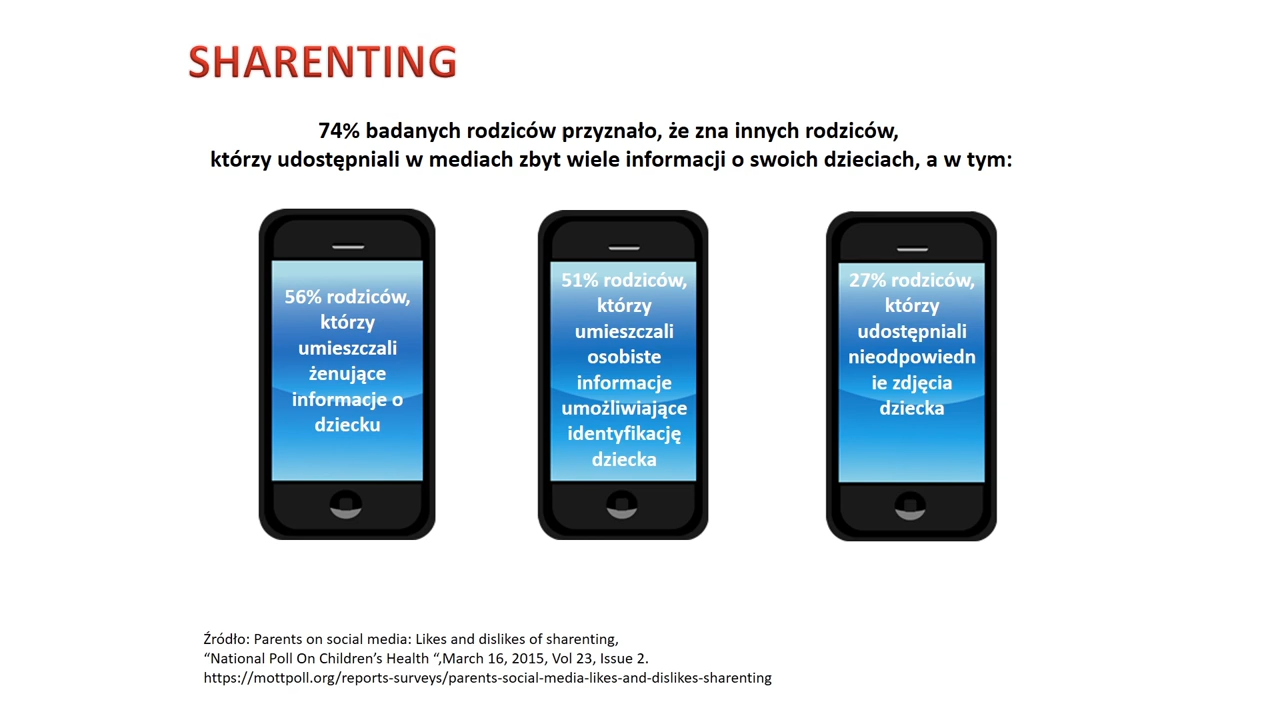 SHARENTING
74% badanych rodziców przyznało, że zna innych rodziców,
którzy udostępniali w mediach zbyt wiele informacji o swoich dzieciach, a w tym:
56% rodziców,
którzy
umieszczali
żenujące
informacje o
dziecku
51% rodziców,
którzy
umieszczali
osobiste
informacje
umożliwiające
identyfikację
dziecka
27% rodziców,
którzy
udostępniali
nieodpowiedn
ie zdjęcia
dziecka
Źródło: Parents on social media: Likes and dislikes of sharenting,
“National Poll On Children’s Health “,March 16, 2015, Vol 23, Issue 2.
https://mottpoll.org/reports-surveys/parents-social-media-likes-and-dislikes-sharenting